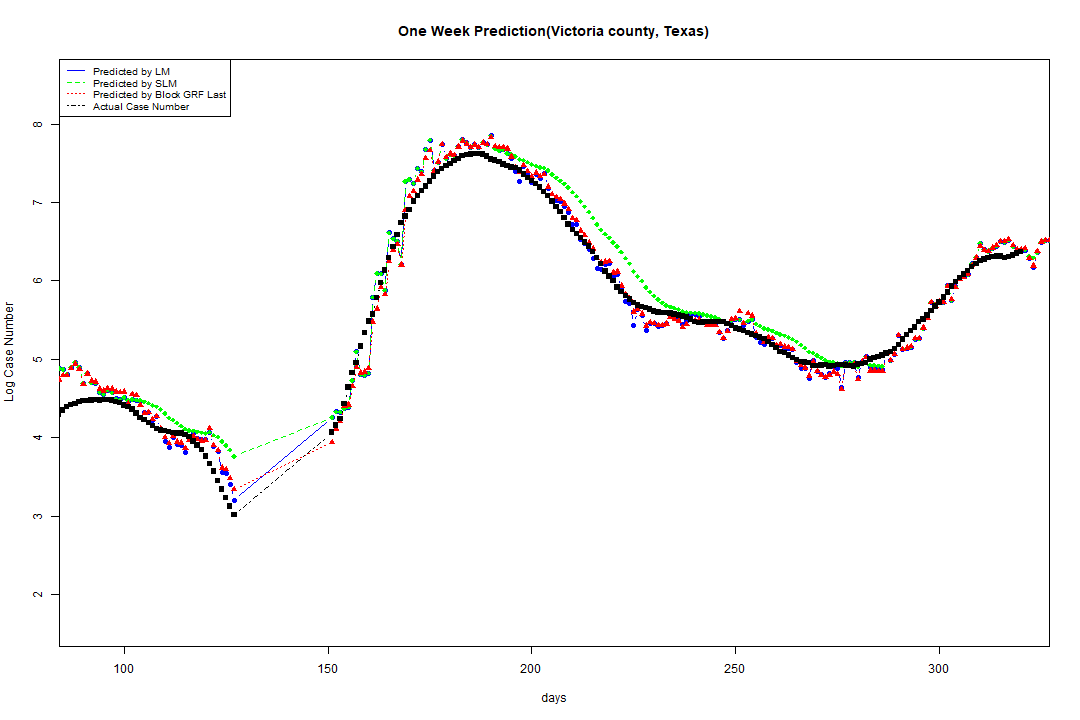 One Week Prediction(Victoria county, Texas)
Predicted by LM
Predicted by SLM
Predicted by Block GRF Last
Actual Case Number
Log Case Number
8
7
6
5
4
3
2
100 150 200 250 300
days